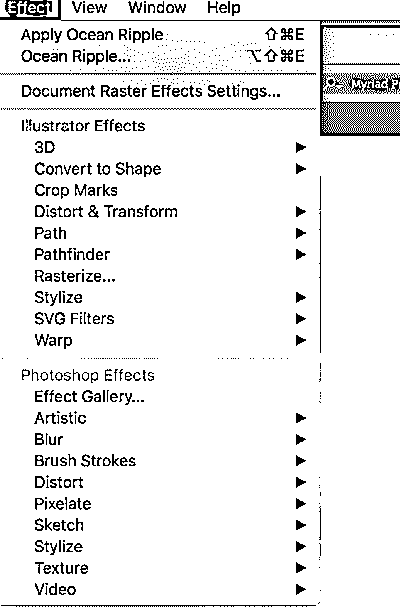 Effect View Window Help
Apply Ocean Ripple ⇧⌘E
Ocean Ripple... ⌥⇧⌘E
Document Raster Effects Settings...
Illustrator Effects
3D
Convert to Shape
Crop Marks
Distort & Transform
Path
Pathfinder
Rasterize...
Stylize
SVG Filters
Warp
Photoshop Effects
Effect Gallery...
Artistic
Blur
Brush Strokes
Distort
Pixelate
Sketch
Stylize
Texture
Video